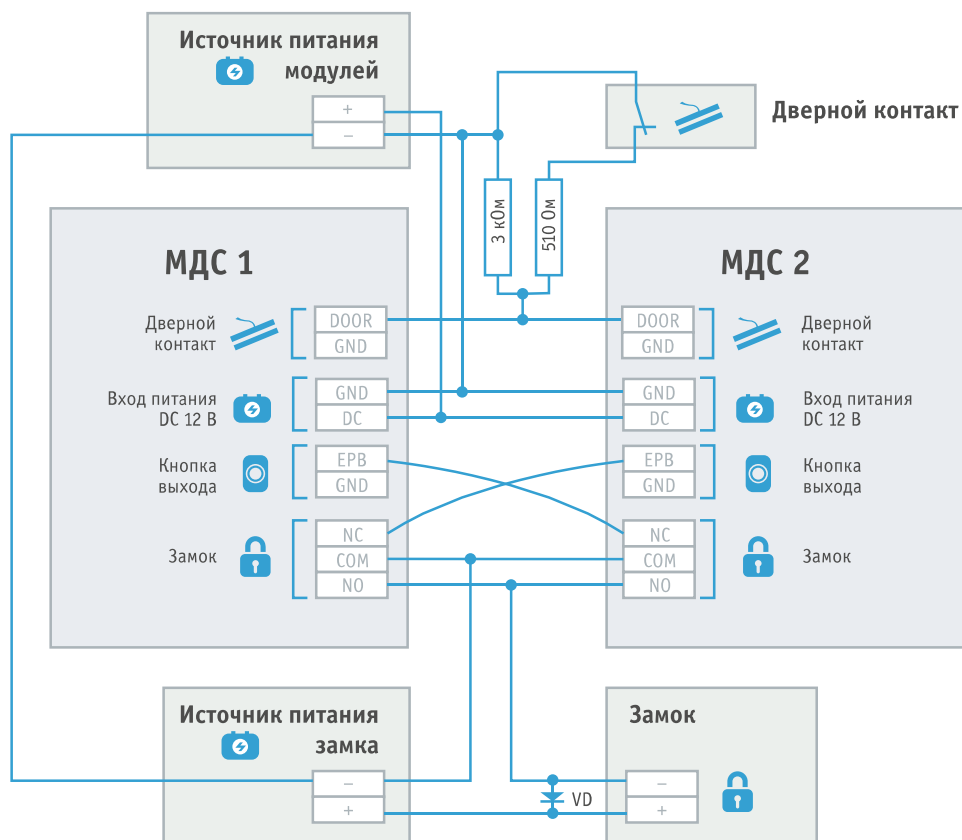 Источник питания
модулей
+
−
Дверной контакт
3 кОм
510 Ом
МДС 1
Дверной
контакт
DOOR
GND
Вход питания
DC 12 В
GND
DC
Кнопка
выхода
EPB
GND
Замок
NC
COM
NO
МДС 2
DOOR
GND
Дверной
контакт
GND
DC
Вход питания
DC 12 В
EPB
GND
Кнопка
выхода
NC
COM
NO
Замок
Источник питания
замка
−
+
VD
Замок
−
+